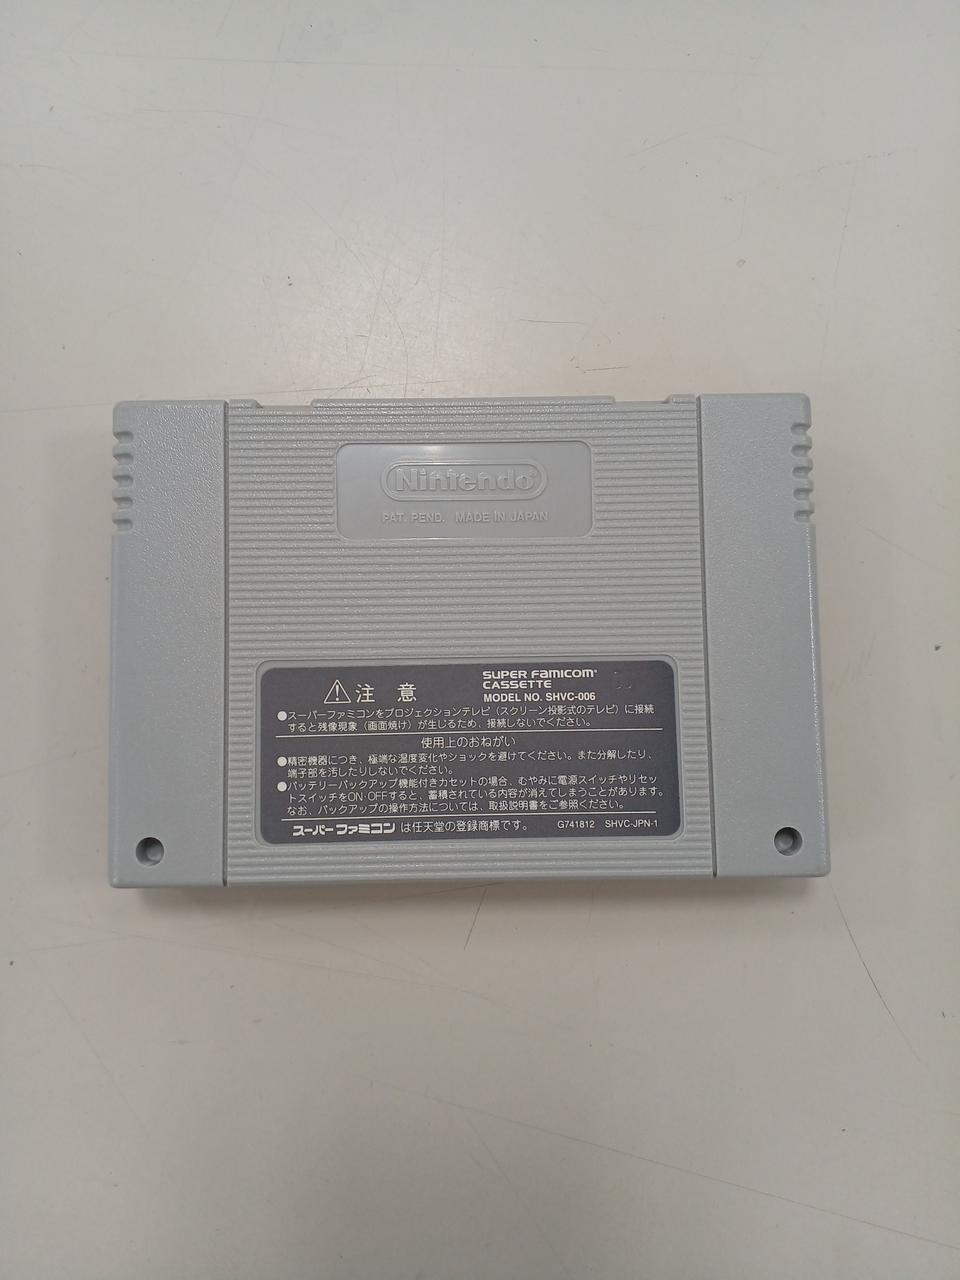 Nintendo®
PAT. PEND. MADE IN JAPAN
⚠注意
SUPER FAMICOM®
CASSETTE
MODEL NO. SHVC-006
●スーパーファミコンをプロジェクションテレビ（スクリーン投影式のテレビ）に接続
すると残像現象（画面焼け）が生じるため、接続しないでください。
使用上のおねがい
●精密機器につき、極端な温度変化やショックを避けてください。また分解したり、
端子部を汚したりしないでください。
●バッテリーバックアップ機能付きカセットの場合、むやみに電源スイッチやリセッ
トスイッチをON・OFFすると、蓄積されている内容が消えてしまうことがあります。
なお、バックアップの操作方法については、取扱説明書をご参照ください。
スーパーファミコンは任天堂の登録商標です。 G741812 SHVC-JPN-1